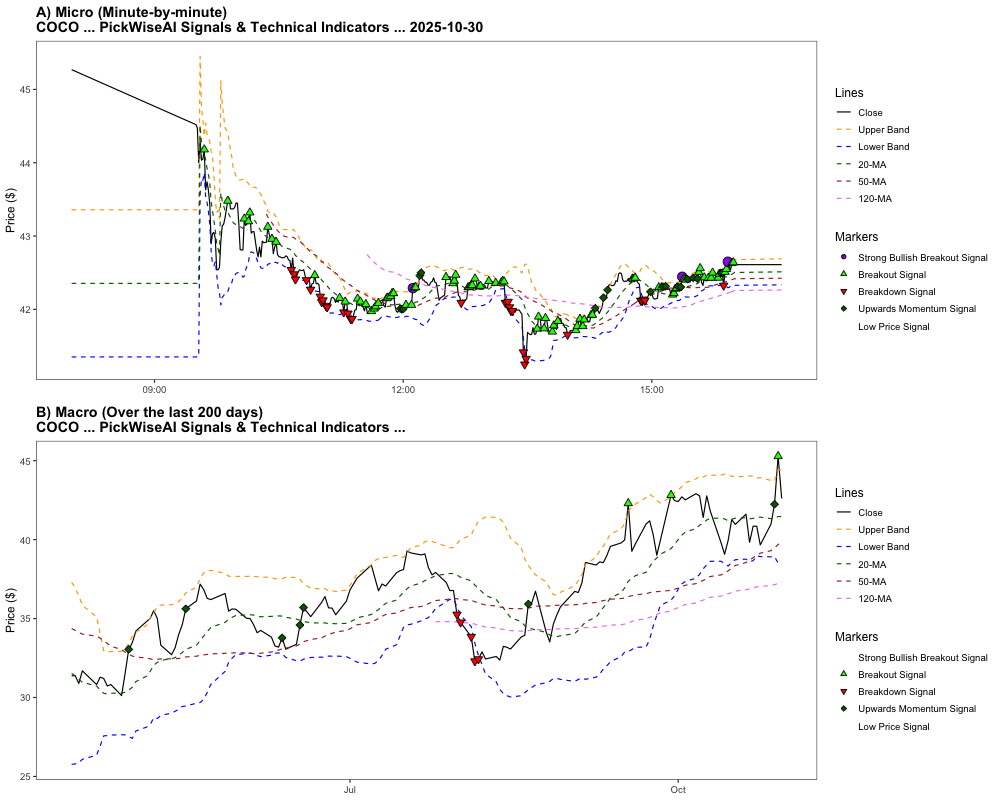 A) Micro (Minute-by-minute)
COCO ... PickWiseAI Signals & Technical Indicators ... 2025-10-30
Price ($)
45
44
43
42
09:00
12:00
15:00
Lines
Close
Upper Band
Lower Band
20-MA
50-MA
120-MA
Markers
Strong Bullish Breakout Signal
Breakout Signal
Breakdown Signal
Upwards Momentum Signal
Low Price Signal
B) Macro (Over the last 200 days)
COCO ... PickWiseAI Signals & Technical Indicators ...
Price ($)
45
40
35
30
25
Jul
Oct
Lines
Close
Upper Band
Lower Band
20-MA
50-MA
120-MA
Markers
Strong Bullish Breakout Signal
Breakout Signal
Breakdown Signal
Upwards Momentum Signal
Low Price Signal